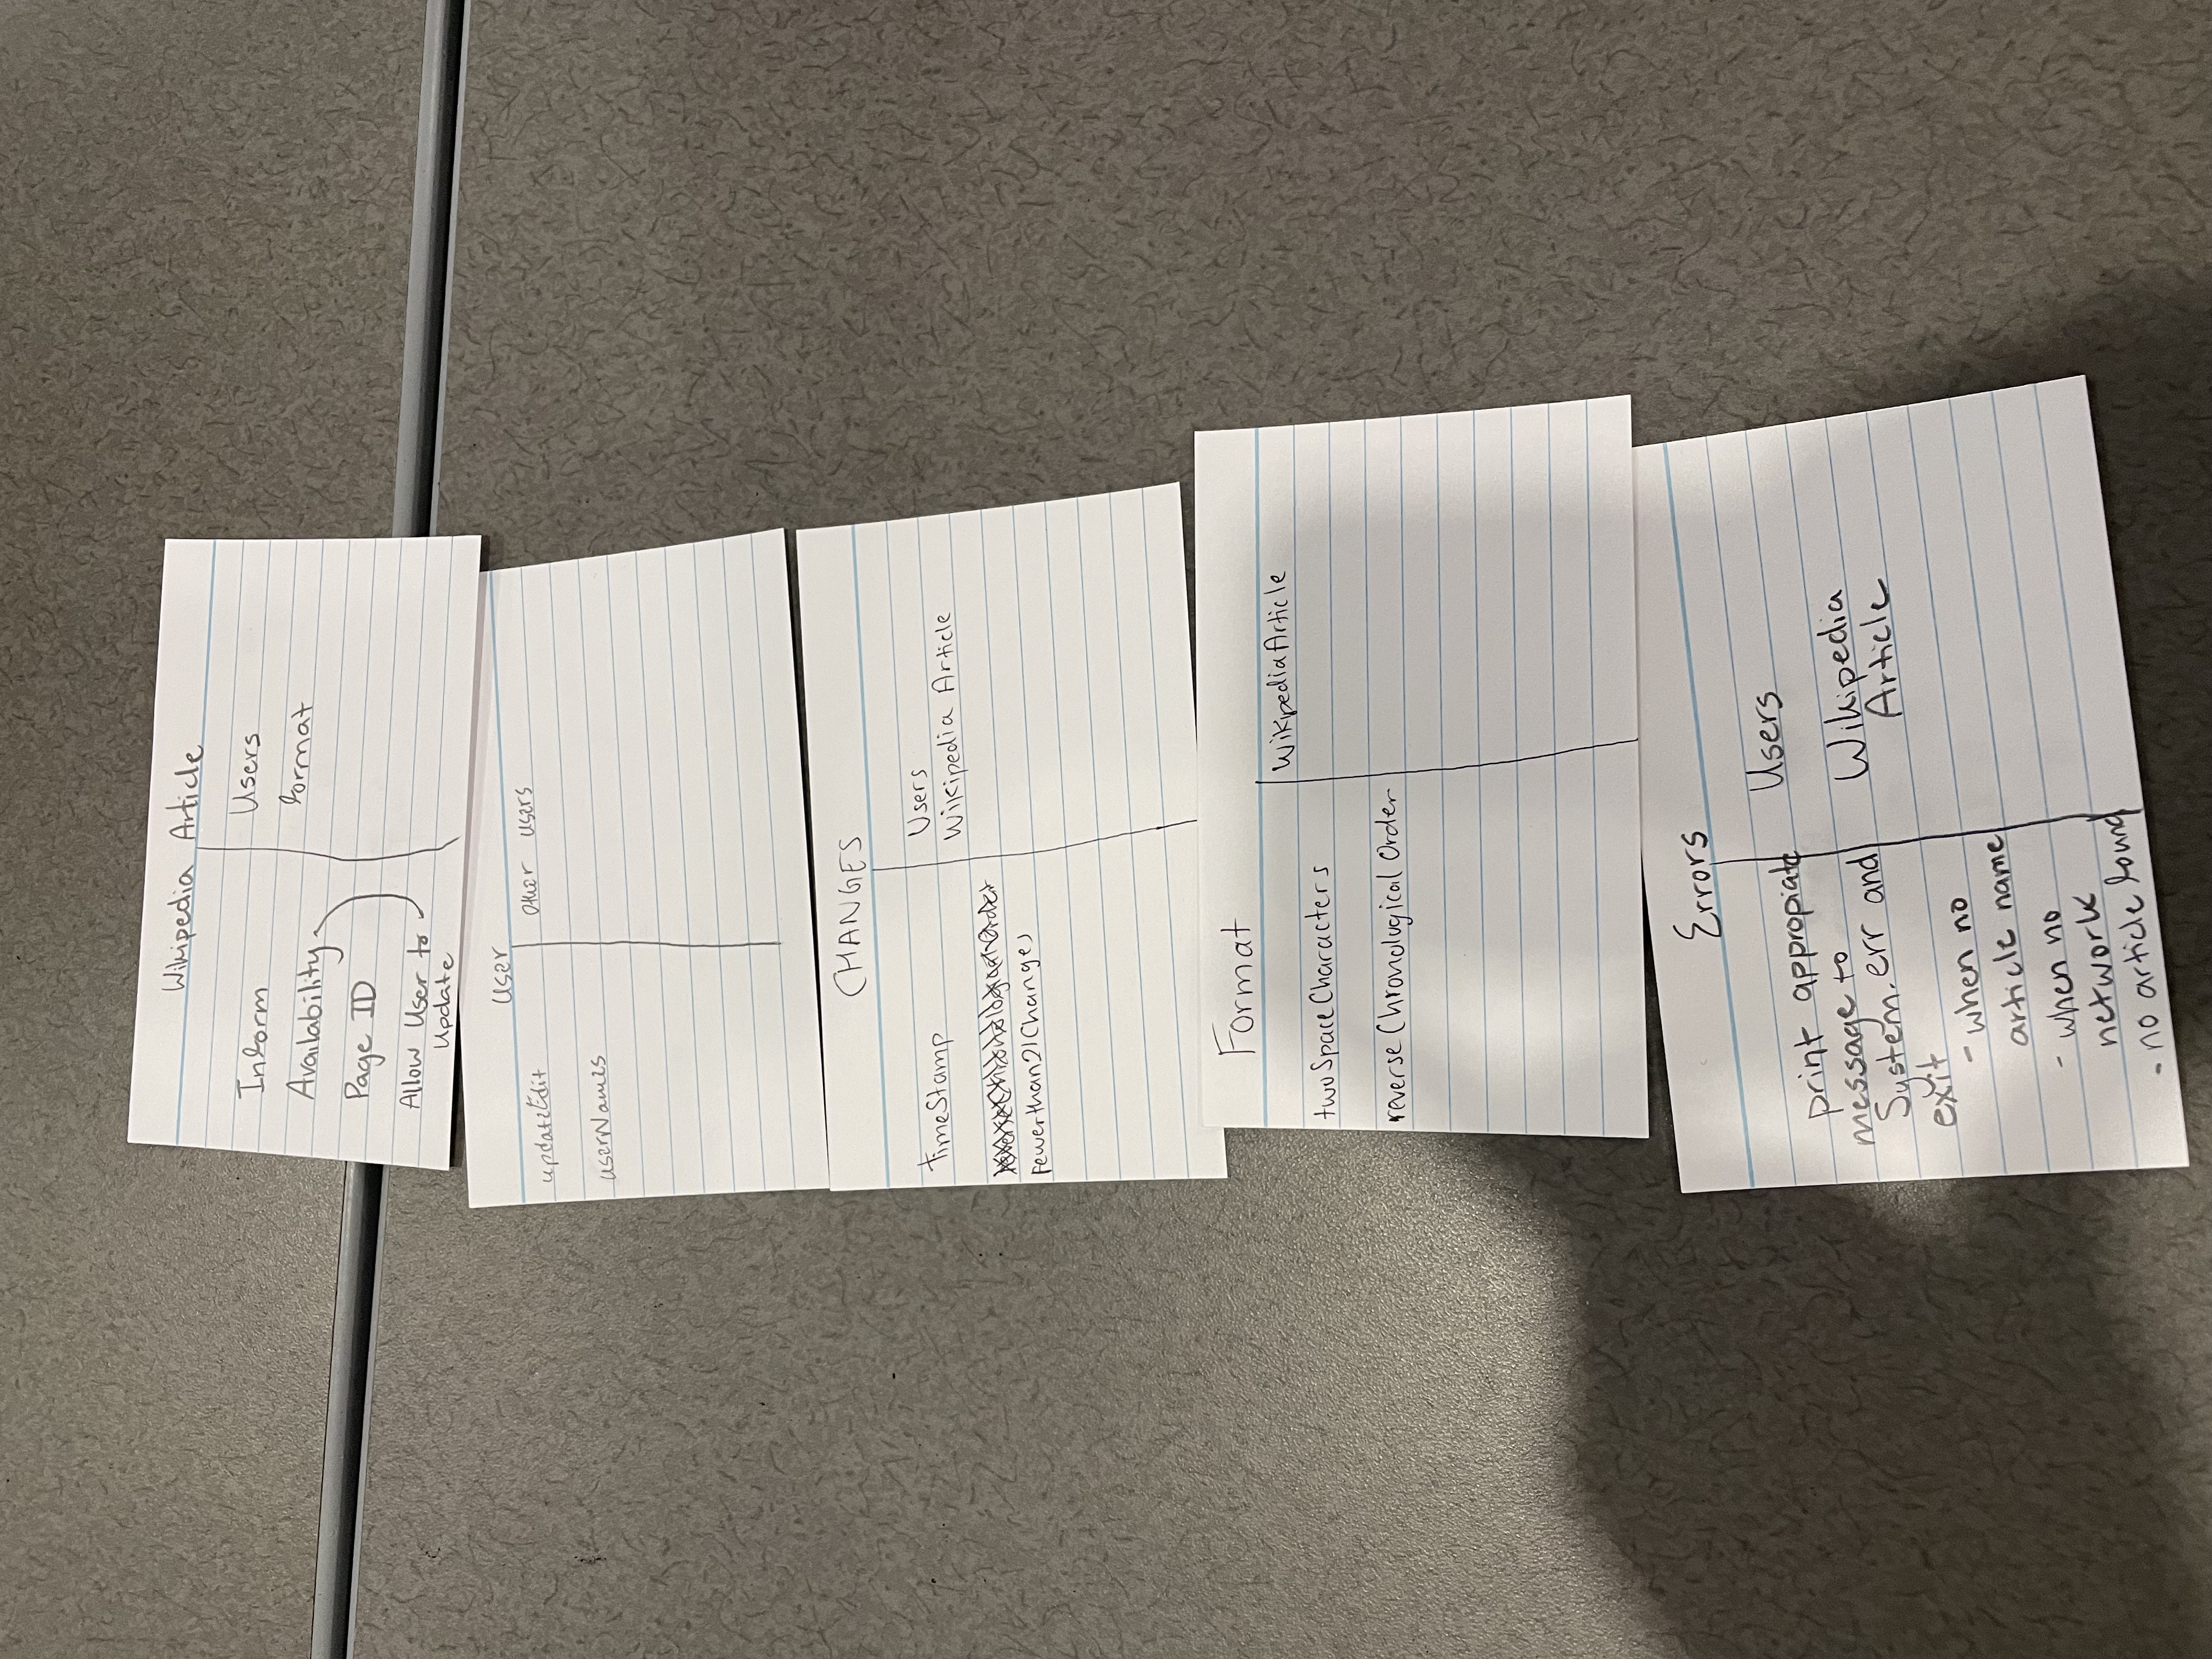 Wikipedia Article
Inform
Availability
Page ID
Allow User to
Update
Users
format
User
updateEdit
userNames
Other users
CHANGES
timeStamp
reverseChronologicalOrder
Fewerthan21Changes
Users
Wikipedia Article
Format
twoSpaceCharacters
reverse Chronological Order
WikipediaArticle
Errors
print appropiate
message to
System.err and
exit
- when no
article name
- when no
network
- no article found
Users
Wikipedia
Article